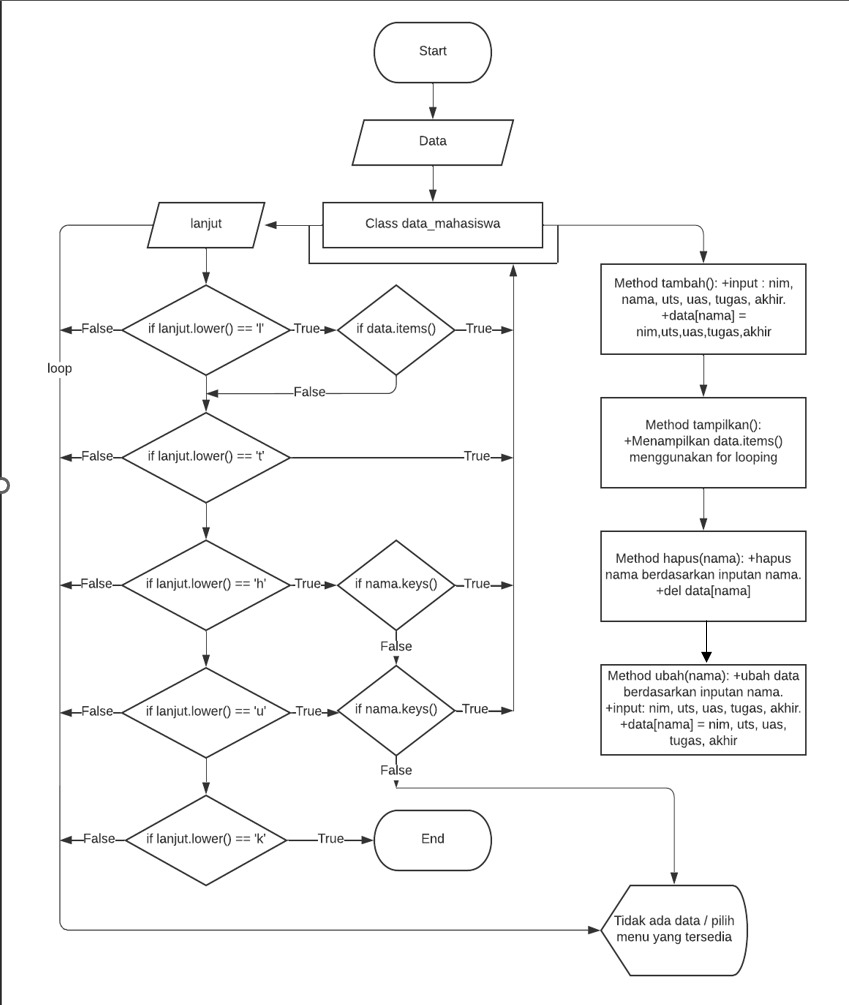 Start
Data
lanjut
Class data_mahasiswa
Method tambah(): +input : nim,
nama, uts, uas, tugas, akhir.
+data[nama] =
nim,uts,uas,tugas,akhir
False
if lanjut.lower() == 'l'
True
if data.items()
True
loop
False
Method tampilkan():
+Menampilkan data.items()
menggunakan for looping
False
if lanjut.lower() == 't'
True
Method hapus(nama): +hapus
nama berdasarkan inputan nama.
+del data[nama]
False
if lanjut.lower() == 'h'
True
if nama.keys()
True
False
Method ubah(nama): +ubah data
berdasarkan inputan nama.
+input: nim, uts, uas, tugas, akhir.
+data[nama] = nim, uts, uas,
tugas, akhir
False
if lanjut.lower() == 'u'
True
if nama.keys()
True
False
False
if lanjut.lower() == 'k'
True
End
Tidak ada data / pilih
menu yang tersedia